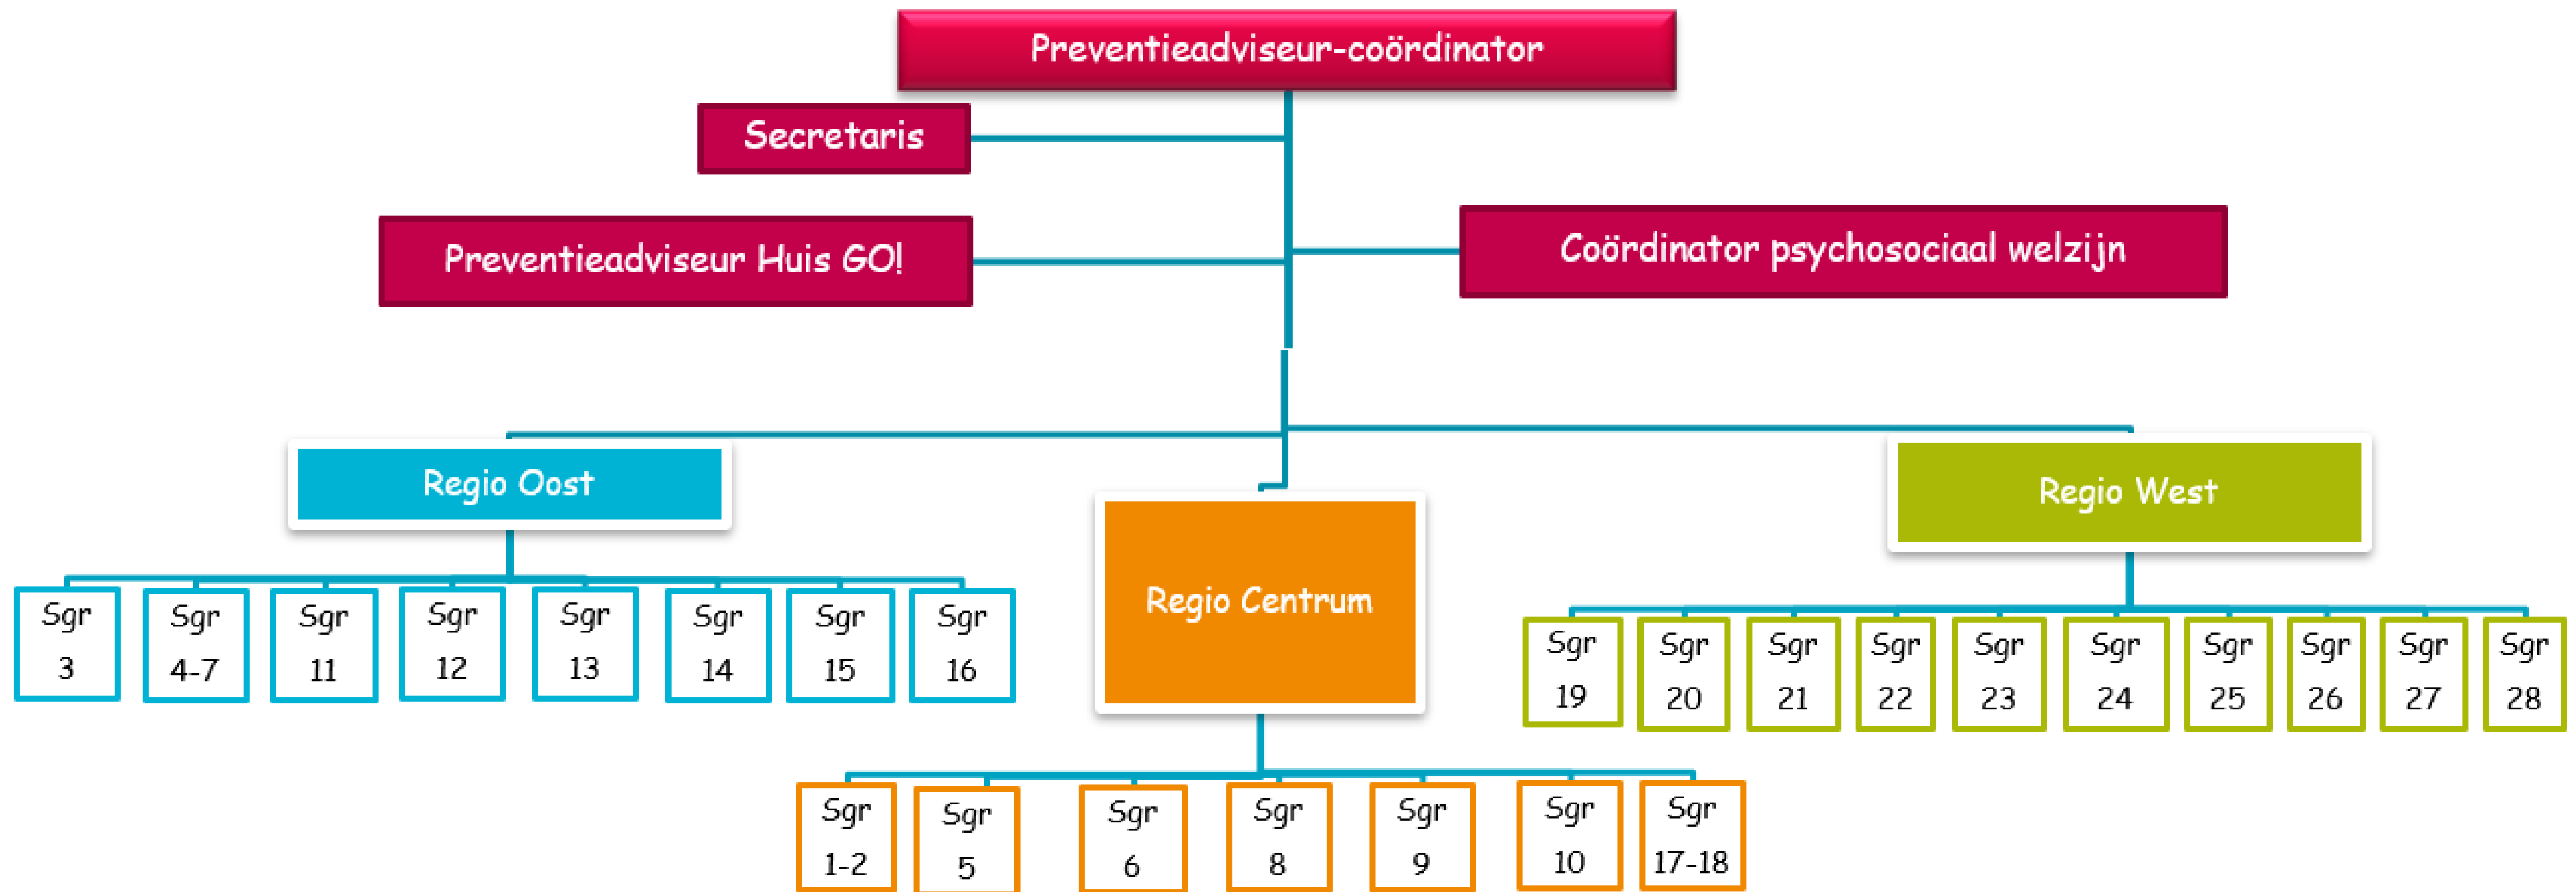 Preventieadviseur-coördinator
Secretaris
Preventieadviseur Huis GO!
Coördinator psychosociaal welzijn
Regio Oost
Sgr
3
Sgr
4-7
Sgr
11
Sgr
12
Sgr
13
Sgr
14
Sgr
15
Sgr
16
Regio Centrum
Sgr
1-2
Sgr
5
Sgr
6
Sgr
8
Sgr
9
Sgr
10
Sgr
17-18
Regio West
Sgr
19
Sgr
20
Sgr
21
Sgr
22
Sgr
23
Sgr
24
Sgr
25
Sgr
26
Sgr
27
Sgr
28